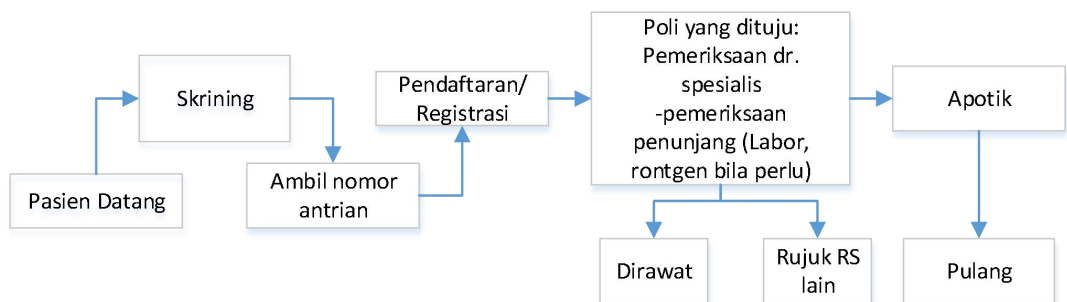 Pasien Datang
Skrining
Ambil nomor
antrian
Pendaftaran/
Registrasi
Poli yang dituju:
Pemeriksaan dr.
spesialis
-pemeriksaan
penunjang (Labor,
rontgen bila perlu)
Dirawat
Rujuk RS
lain
Apotik
Pulang